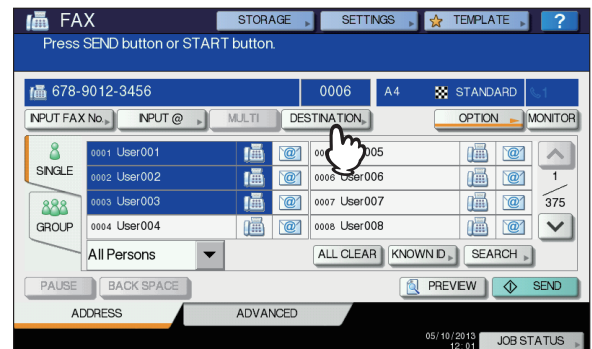 FAX STORAGE SETTINGS TEMPLATE ?
Press SEND button or START button.
678-9012-3456 0006 A4 STANDARD 1
INPUT FAX No. INPUT @ MULTI DESTINATION OPTION MONITOR
SINGLE
0001 User001 @
0002 User002 @
0003 User003 @
0004 User004 @
005 @
0006 User006 @
0007 User007 @
0008 User008 @
1
375
GROUP
All Persons ALL CLEAR KNOWN ID SEARCH
PAUSE BACK SPACE PREVIEW SEND
ADDRESS ADVANCED
05/10/2013
12:01
JOB STATUS